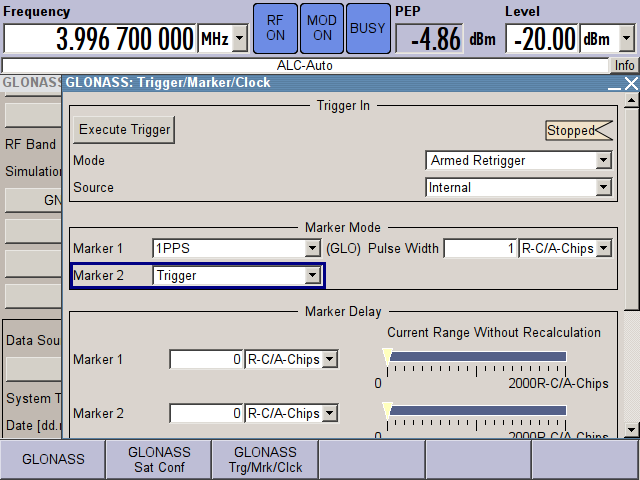 Frequency
3.996 700 000 MHz
RF ON
MOD ON
BUSY
PEP
-4.86 dBm
Level
-20.00 dBm
ALC-Auto
Info
GLONASS
GLONASS: Trigger/Marker/Clock
Trigger In
Execute Trigger
Stopped
Mode
Armed Retrigger
Source
Internal
Marker Mode
Marker 1 1PPS (GLO) Pulse Width 1 R-C/A-Chips
Marker 2 Trigger
Marker Delay
Current Range Without Recalculation
Marker 1 0 R-C/A-Chips
0 2000R-C/A-Chips
Marker 2 0 R-C/A-Chips
0 2000R-C/A-Chips
RF Band
Simulation
GN
Data Sou
System T
Date [dd.
GLONASS
GLONASS Sat Conf
GLONASS Trg/Mrk/Clck